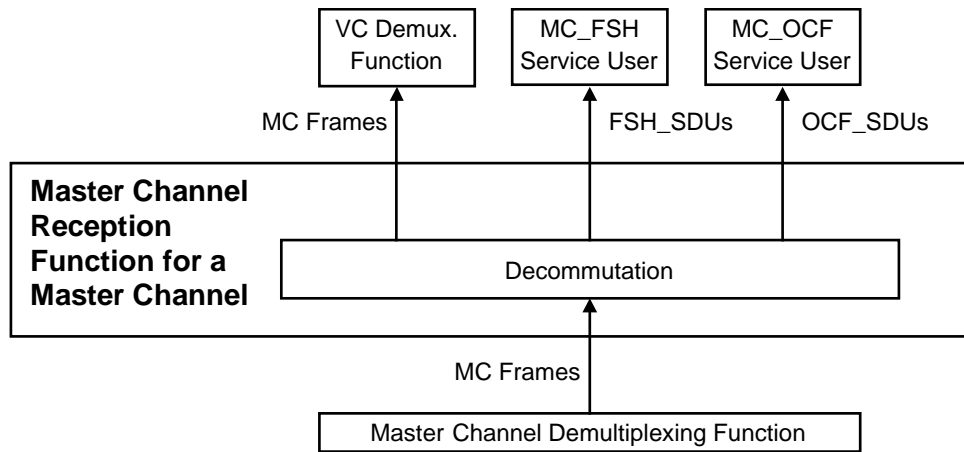 VC Demux.
Function
MC_FSH
Service User
MC_OCF
Service User
MC Frames
FSH_SDUs
OCF_SDUs
Master Channel
Reception
Function for a
Master Channel
Decommutation
MC Frames
Master Channel Demultiplexing Function